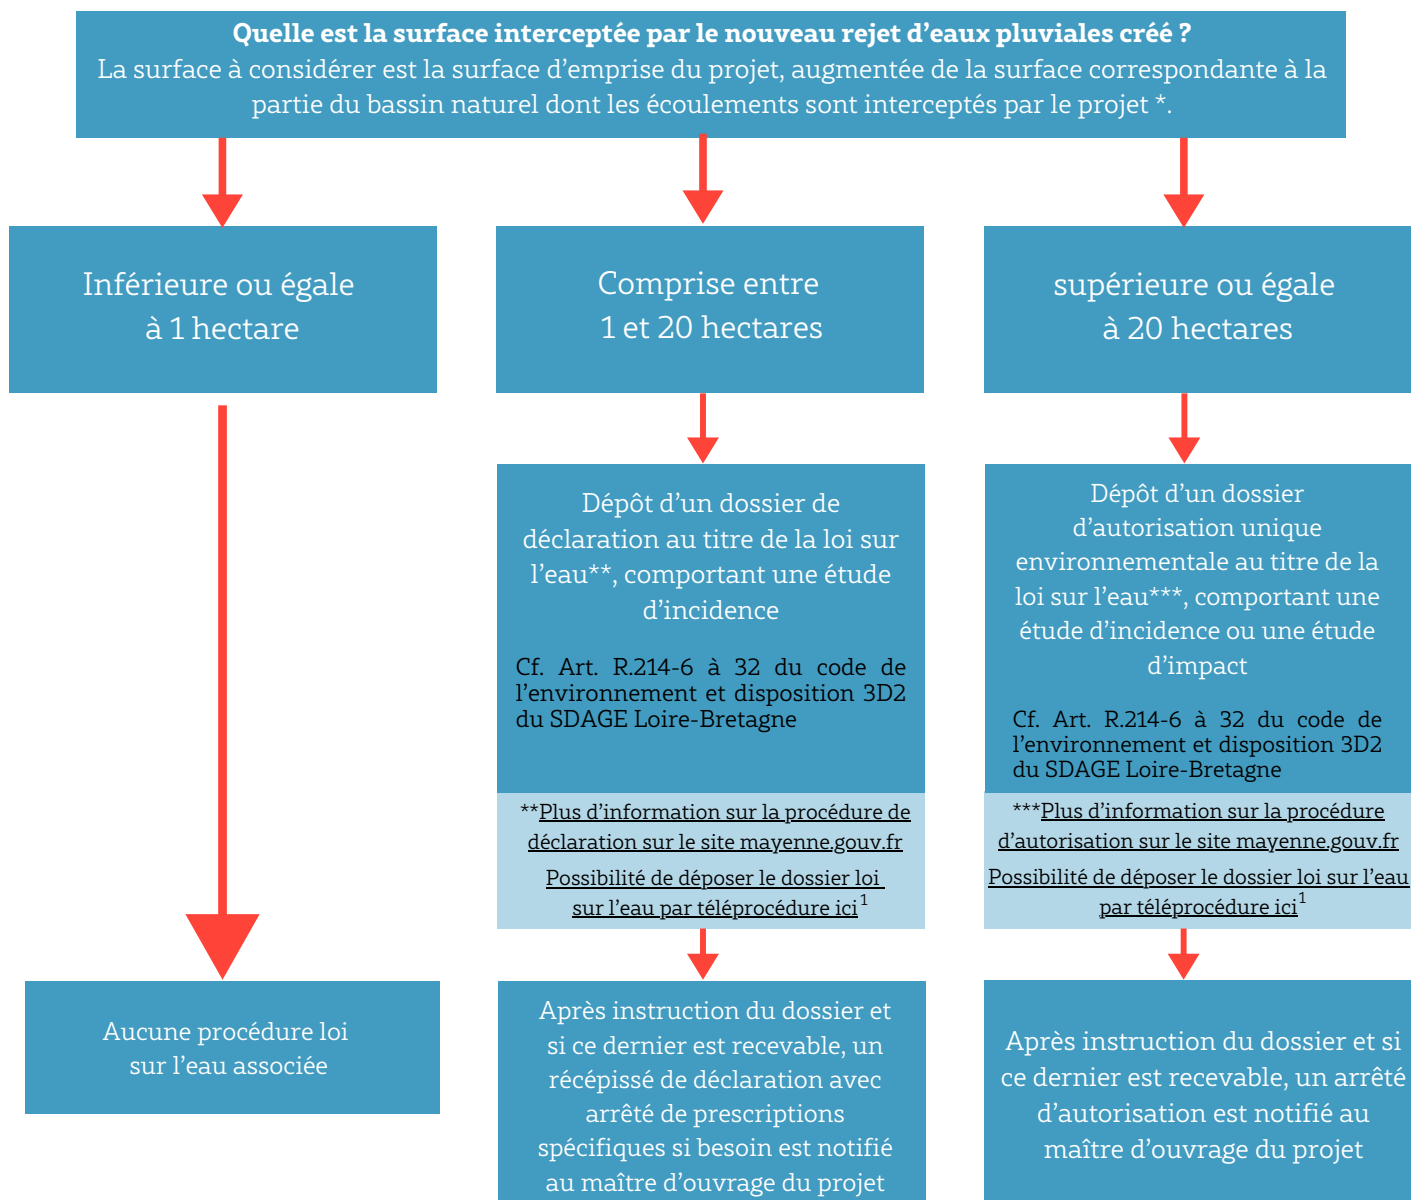 Quelle est la surface interceptée par le nouveau rejet d'eaux pluviales créé ?
La surface à considérer est la surface d'emprise du projet, augmentée de la surface correspondante à la
partie du bassin naturel dont les écoulements sont interceptés par le projet *.
Inférieure ou égale
à 1 hectare
Comprise entre
1 et 20 hectares
supérieure ou égale
à 20 hectares
Dépôt d'un dossier de
déclaration au titre de la loi sur
l'eau**, comportant une étude
d'incidence
Cf. Art. R.214-6 à 32 du code de
l'environnement et disposition 3D2
du SDAGE Loire-Bretagne
**Plus d'information sur la procédure de
déclaration sur le site mayenne.gouv.fr
Possibilité de déposer le dossier loi
sur l'eau par téléprocédure ici¹
Dépôt d'un dossier
d'autorisation unique
environnementale au titre de la
loi sur l'eau***, comportant une
étude d'incidence ou une étude
d'impact
Cf. Art. R.214-6 à 32 du code de
l'environnement et disposition 3D2
du SDAGE Loire-Bretagne
***Plus d'information sur la procédure
d'autorisation sur le site mayenne.gouv.fr
Possibilité de déposer le dossier loi sur l'eau
par téléprocédure ici¹
Aucune procédure loi
sur l'eau associée
Après instruction du dossier et
si ce dernier est recevable, un
récépissé de déclaration avec
arrêté de prescriptions
spécifiques si besoin est notifié
au maître d'ouvrage du projet
Après instruction du dossier et si
ce dernier est recevable, un arrêté
d'autorisation est notifié au
maître d'ouvrage du projet